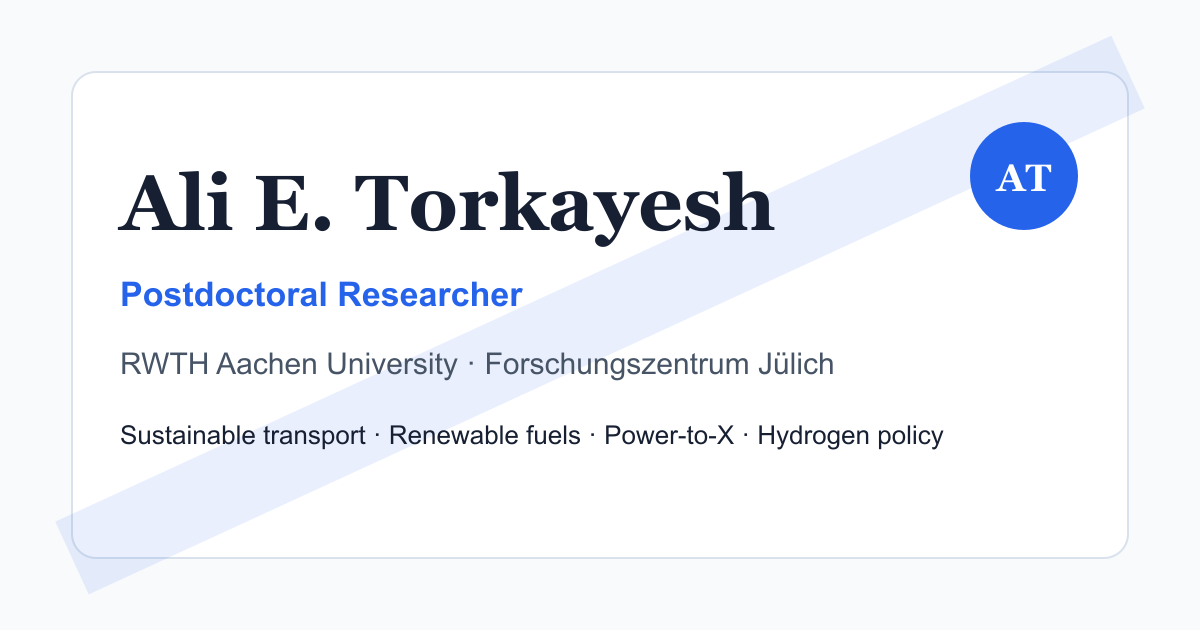 Ali E. Torkayesh
AT
Postdoctoral Researcher
RWTH Aachen University · Forschungszentrum Jülich
Sustainable transport · Renewable fuels · Power-to-X · Hydrogen policy